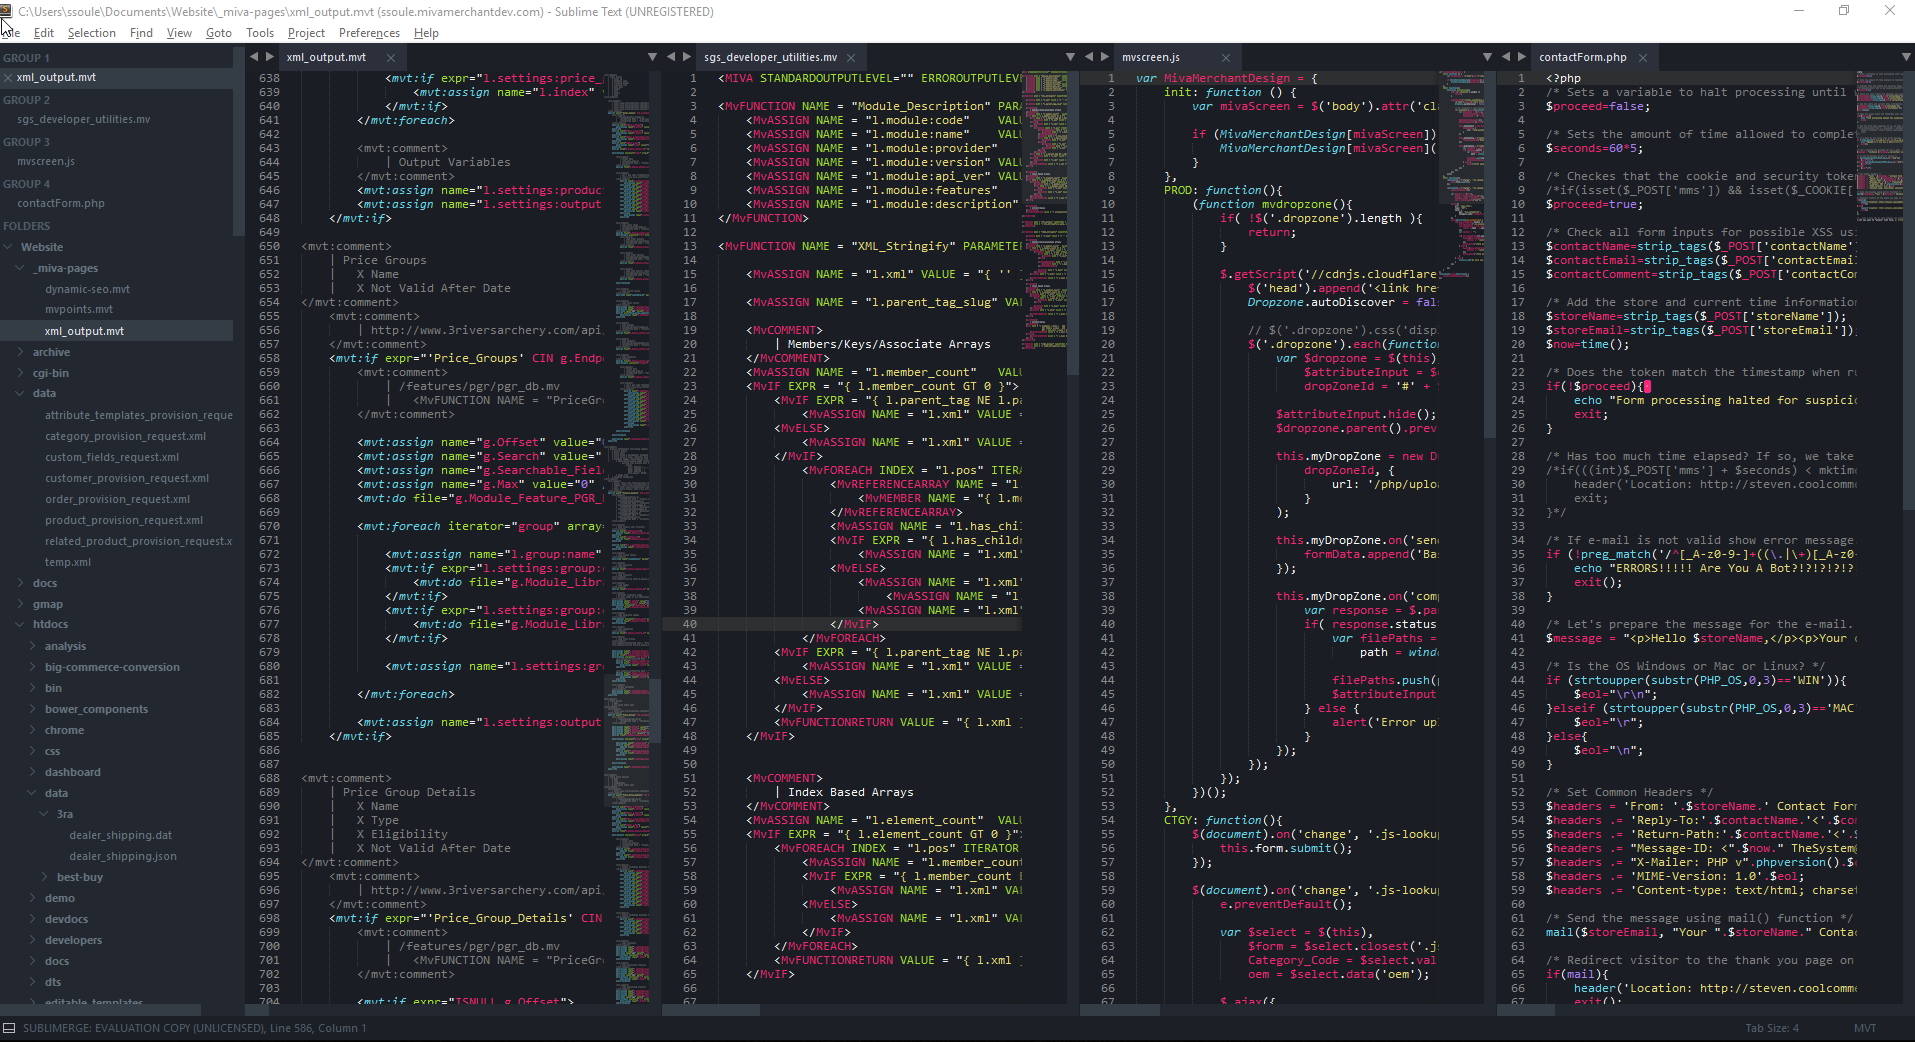 C:\Users\ssoule\Documents\Website\_miva-pages\xml_output.mvt (ssoule.mivamerchantdev.com) - Sublime Text (UNREGISTERED)
Edit Selection Find View Goto Tools Project Preferences Help
GROUP 1
xml_output.mvt
GROUP 2
sgs_developer_utilities.mv
GROUP 3
mvscreen.js
GROUP 4
contactForm.php
FOLDERS
Website
_miva-pages
dynamic-seo.mvt
mvpoints.mvt
xml_output.mvt
archive
cgi-bin
data
attribute_templates_provision_reque
category_provision_request.xml
custom_fields_request.xml
customer_provision_request.xml
order_provision_request.xml
product_provision_request.xml
related_product_provision_request.x
temp.xml
docs
gmap
htdocs
analysis
big-commerce-conversion
bin
bower_components
chrome
css
dashboard
data
3ra
dealer_shipping.dat
dealer_shipping.json
best-buy
demo
devdocs
developers
docs
dts
editable_templates
xml_output.mvt
638 <mvt:if expr="l.settings:price_
639 <mvt:assign name="l.index"
640 </mvt:if>
641 </mvt:foreach>
642
643 <mvt:comment>
644 | Output Variables
645 </mvt:comment>
646 <mvt:assign name="l.settings:produc
647 <mvt:assign name="l.settings:output
648 </mvt:if>
649
650 <mvt:comment>
651 | Price Groups
652 | X Name
653 | X Not Valid After Date
654 </mvt:comment>
655 <mvt:comment>
656 | http://www.3riversarchery.com/api
657 </mvt:comment>
658 <mvt:if expr="'Price_Groups' CIN g.Endp
659 <mvt:comment>
660 | /features/pgr/pgr_db.mv
661 | <MvFUNCTION NAME = "PriceGr
662 </mvt:comment>
663
664 <mvt:assign name="g.Offset" value="
665 <mvt:assign name="g.Search" value="
666 <mvt:assign name="g.Searchable_Fiel
667 <mvt:assign name="g.Max" value="0"
668 <mvt:do file="g.Module_Feature_PGR_
669
670 <mvt:foreach iterator="group" array
671
672 <mvt:assign name="l.group:name"
673 <mvt:if expr="l.settings:group:
674 <mvt:do file="g.Module_Libr
675 </mvt:if>
676 <mvt:if expr="l.settings:group:
677 <mvt:do file="g.Module_Libr
678 </mvt:if>
679
680 <mvt:assign name="l.settings:gr
681
682 </mvt:foreach>
683
684 <mvt:assign name="l.settings:output
685 </mvt:if>
686
687
688 <mvt:comment>
689 | Price Group Details
690 | X Name
691 | X Type
692 | X Eligibility
693 | X Not Valid After Date
694 </mvt:comment>
695 <mvt:comment>
696 | http://www.3riversarchery.com/api
697 </mvt:comment>
698 <mvt:if expr="'Price_Group_Details' CIN
699 <mvt:comment>
700 | /features/pgr/pgr_db.mv
701 | <MvFUNCTION NAME = "PriceGr
702 </mvt:comment>
703
704 <mvt:if expr="ISNULL g.Offset">
sgs_developer_utilities.mv
1 <MIVA STANDARDOUTPUTLEVEL="" ERROROUTPUTLEV
2
3 <MvFUNCTION NAME = "Module_Description" PAR
4 <MvASSIGN NAME = "l.module:code" VALU
5 <MvASSIGN NAME = "l.module:name" VALU
6 <MvASSIGN NAME = "l.module:provider"
7 <MvASSIGN NAME = "l.module:version" VALU
8 <MvASSIGN NAME = "l.module:api_ver" VALU
9 <MvASSIGN NAME = "l.module:features"
10 <MvASSIGN NAME = "l.module:description"
11 </MvFUNCTION>
12
13 <MvFUNCTION NAME = "XML_Stringify" PARAMETE
14
15 <MvASSIGN NAME = "l.xml" VALUE = "{ ''
16
17 <MvASSIGN NAME = "l.parent_tag_slug" VA
18
19 <MvCOMMENT>
20 | Members/Keys/Associate Arrays
21 </MvCOMMENT>
22 <MvASSIGN NAME = "l.member_count" VALU
23 <MvIF EXPR = "{ l.member_count GT 0 }">
24 <MvIF EXPR = "{ l.parent_tag NE l.pa
25 <MvASSIGN NAME = "l.xml" VALUE =
26 <MvELSE>
27 <MvASSIGN NAME = "l.xml" VALUE =
28 </MvIF>
29 <MvFOREACH INDEX = "l.pos" ITERA
30 <MvREFERENCEARRAY NAME = "l
31 <MvMEMBER NAME = "{ l.me
32 </MvREFERENCEARRAY>
33 <MvASSIGN NAME = "l.has_chil
34 <MvIF EXPR = "{ l.has_childr
35 <MvASSIGN NAME = "l.xml"
36 <MvELSE>
37 <MvASSIGN NAME = "l.xml"
38 <MvASSIGN NAME = "l.
39 <MvASSIGN NAME = "l.xml"
40 </MvIF>
41 </MvFOREACH>
42 <MvIF EXPR = "{ l.parent_tag NE l.pa
43 <MvASSIGN NAME = "l.xml" VALUE =
44 <MvELSE>
45 <MvASSIGN NAME = "l.xml" VALUE =
46 </MvIF>
47 <MvFUNCTIONRETURN VALUE = "{ l.xml }
48 </MvIF>
49
50
51 <MvCOMMENT>
52 | Index Based Arrays
53 </MvCOMMENT>
54 <MvASSIGN NAME = "l.element_count" VALU
55 <MvIF EXPR = "{ l.element_count GT 0 }">
56 <MvFOREACH INDEX = "l.pos" ITERATOR
57 <MvASSIGN NAME = "l.member_count
58 <MvIF EXPR = "{ l.member_count
59 <MvASSIGN NAME = "l.xml" VAL
60 <MvELSE>
61 <MvASSIGN NAME = "l.xml" VAL
62 </MvIF>
63 </MvFOREACH>
64 <MvFUNCTIONRETURN VALUE = "{ l.xml }
65 </MvIF>
66
67
mvscreen.js
1 var MivaMerchantDesign = {
2 init: function () {
3 var mivaScreen = $('body').attr('cla
4
5 if (MivaMerchantDesign[mivaScreen])
6 MivaMerchantDesign[mivaScreen](
7 }
8 },
9 PROD: function(){
10 (function mvdropzone(){
11 if( !$('.dropzone').length ){
12 return;
13 }
14
15 $.getScript('//cdnjs.cloudflare
16 $('head').append('<link hre
17 Dropzone.autoDiscover = fal
18
19 // $('.dropzone').css('disp
20 $('.dropzone').each(functio
21 var $dropzone = $(this)
22 $attributeInput = $
23 dropZoneId = '#' +
24
25 $attributeInput.hide();
26 $dropzone.parent().prev
27
28 this.myDropZone = new D
29 dropZoneId, {
30 url: '/php/uplo
31 }
32 );
33
34 this.myDropZone.on('sen
35 formData.append('Ba
36 });
37
38 this.myDropZone.on('com
39 var response = $.pa
40 if( response.status
41 var filePaths =
42 path = wind
43
44 filePaths.push(
45 $attributeInput
46 } else {
47 alert('Error up
48 }
49 });
50 });
51 });
52 })();
53 },
54 CTGY: function(){
55 $(document).on('change', '.js-looku
56 this.form.submit();
57 });
58
59 $(document).on('change', '.js-looku
60 e.preventDefault();
61
62 var $select = $(this),
63 $form = $select.closest('.j
64 Category_Code = $select.val
65 oem = $select.data('oem');
66
67 $.ajax({
contactForm.php
1 <?php
2 /* Sets a variable to halt processing until
3 $proceed=false;
4
5 /* Sets the amount of time allowed to comple
6 $seconds=60*5;
7
8 /* Checkes that the cookie and security toke
9 /*if(isset($_POST['mms']) && isset($_COOKIE[
10 $proceed=true;
11
12 /* Check all form inputs for possible XSS usi
13 $contactName=strip_tags($_POST['contactName'
14 $contactEmail=strip_tags($_POST['contactEmai
15 $contactComment=strip_tags($_POST['contactCo
16
17 /* Add the store and current time informatio
18 $storeName=strip_tags($_POST['storeName']);
19 $storeEmail=strip_tags($_POST['storeEmail'])
20 $now=time();
21
22 /* Does the token match the timestamp when ru
23 if(!$proceed){
24 echo "Form processing halted for suspicio
25 exit;
26 }
27
28 /* Has too much time elapsed? If so, we take
29 /*if(((int)$_POST['mms'] + $seconds) < mktime
30 header('Location: http://steven.coolcomme
31 exit;
32 }*/
33
34 /* If e-mail is not valid show error message
35 if (!preg_match('/^[_A-z0-9-]+((\.|\+)[_A-z0-
36 echo "ERRORS!!!!! Are You A Bot?!?!?!?!?
37 exit();
38 }
39
40 /* Let's prepare the message for the e-mail.
41 $message = "<p>Hello $storeName,</p><p>Your
42
43 /* Is the OS Windows or Mac or Linux? */
44 if (strtoupper(substr(PHP_OS,0,3)=='WIN')){
45 $eol="\r\n";
46 }elseif (strtoupper(substr(PHP_OS,0,3)=='MAC'
47 $eol="\r";
48 }else{
49 $eol="\n";
50 }
51
52 /* Set Common Headers */
53 $headers = 'From: '.$storeName.' Contact For
54 $headers .= 'Reply-To:'.$contactName.'<'.$co
55 $headers .= 'Return-Path:'.$contactName.'<'.$
56 $headers .= "Message-ID: <".$now." TheSystem@
57 $headers .= "X-Mailer: PHP v".phpversion().$
58 $headers .= 'MIME-Version: 1.0'.$eol;
59 $headers .= 'Content-type: text/html; charset
60
61 /* Send the message using mail() function */
62 mail($storeEmail, "Your ".$storeName." Conta
63
64 /* Redirect visitor to the thank you page on
65 if(mail){
66 header('Location: http://steven.coolcomme
67 exit();
SUBLIMERGE: EVALUATION COPY (UNLICENSED), Line 586, Column 1
Tab Size: 4 MVT